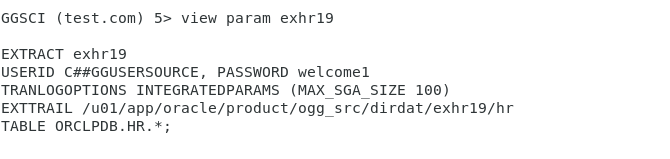 GGSCI (test.com) 5> view param exhr19
EXTRACT exhr19
USERID C##GGUSERSOURCE, PASSWORD welcome1
TRANLOGOPTIONS INTEGRATEDPARAMS (MAX_SGA_SIZE 100)
EXTTRAIL /u01/app/oracle/product/ogg_src/dirdat/exhr19/hr
TABLE ORCLPDB.HR.*;